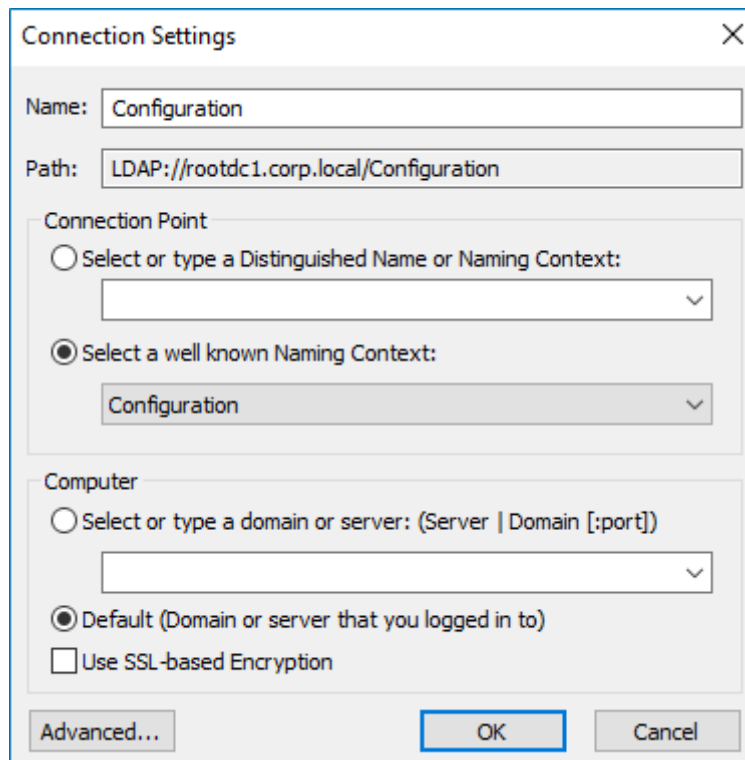 Connection Settings
Name: Configuration
Path: LDAP://rootdc1.corp.local/Configuration
Connection Point
Select or type a Distinguished Name or Naming Context:
Select a well known Naming Context:
Configuration
Computer
Select or type a domain or server: (Server | Domain [:port])
Default (Domain or server that you logged in to)
Use SSL-based Encryption
Advanced... OK Cancel